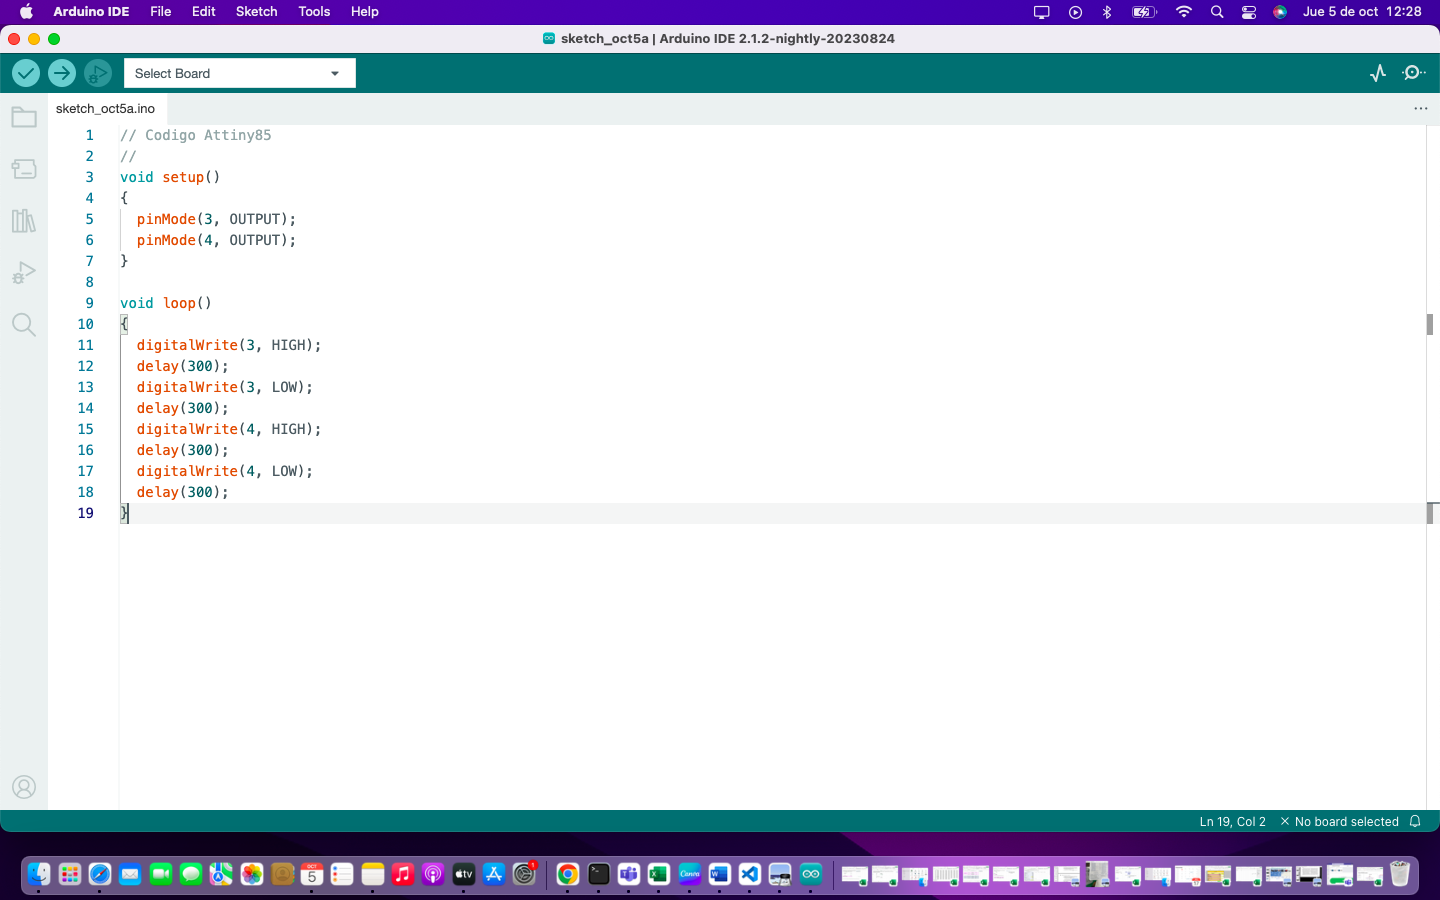 Arduino IDE File Edit Sketch Tools Help Jue 5 de oct 12:28
sketch_oct5a | Arduino IDE 2.1.2-nightly-20230824
Select Board
sketch_oct5a.ino
1 // Codigo Attiny85
2 //
3 void setup()
4 {
5 pinMode(3, OUTPUT);
6 pinMode(4, OUTPUT);
7 }
8
9 void loop()
10 {
11 digitalWrite(3, HIGH);
12 delay(300);
13 digitalWrite(3, LOW);
14 delay(300);
15 digitalWrite(4, HIGH);
16 delay(300);
17 digitalWrite(4, LOW);
18 delay(300);
19 }
Ln 19, Col 2 × No board selected
OCT
5
tv
1
Canva